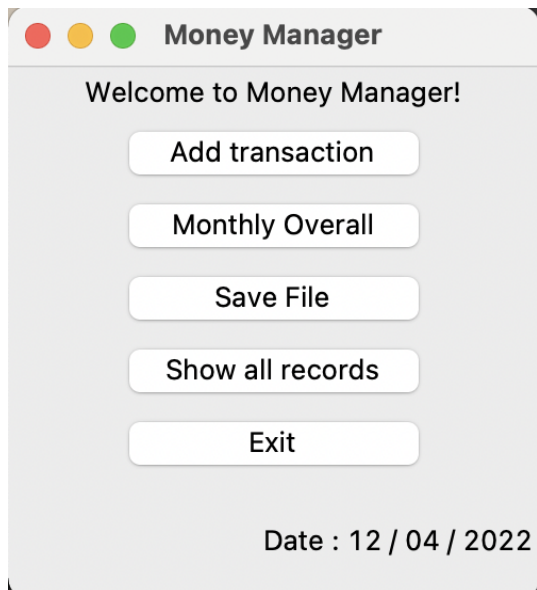 Money Manager
Welcome to Money Manager!
Add transaction
Monthly Overall
Save File
Show all records
Exit
Date : 12 / 04 / 2022